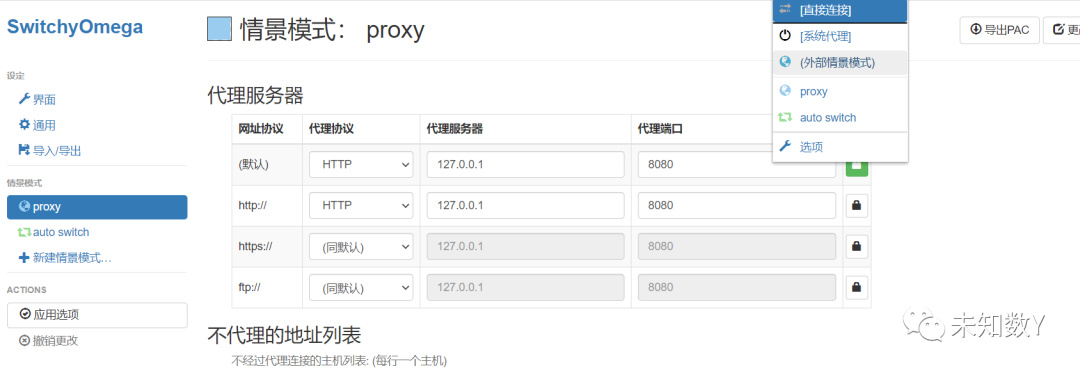 SwitchyOmega
设定
界面
通用
导入/导出
情景模式
proxy
auto switch
新建情景模式…
ACTIONS
应用选项
撤销更改
情景模式： proxy
导出PAC
代理服务器
网址协议 代理协议 代理服务器 代理端口
(默认) HTTP 127.0.0.1 8080
http:// HTTP 127.0.0.1 8080
https:// (同默认) 127.0.0.1 8080
ftp:// (同默认) 127.0.0.1 8080
不代理的地址列表
不经过代理连接的主机列表: (每行一个主机)
[直接连接]
[系统代理]
(外部情景模式)
proxy
auto switch
选项
未知数Y